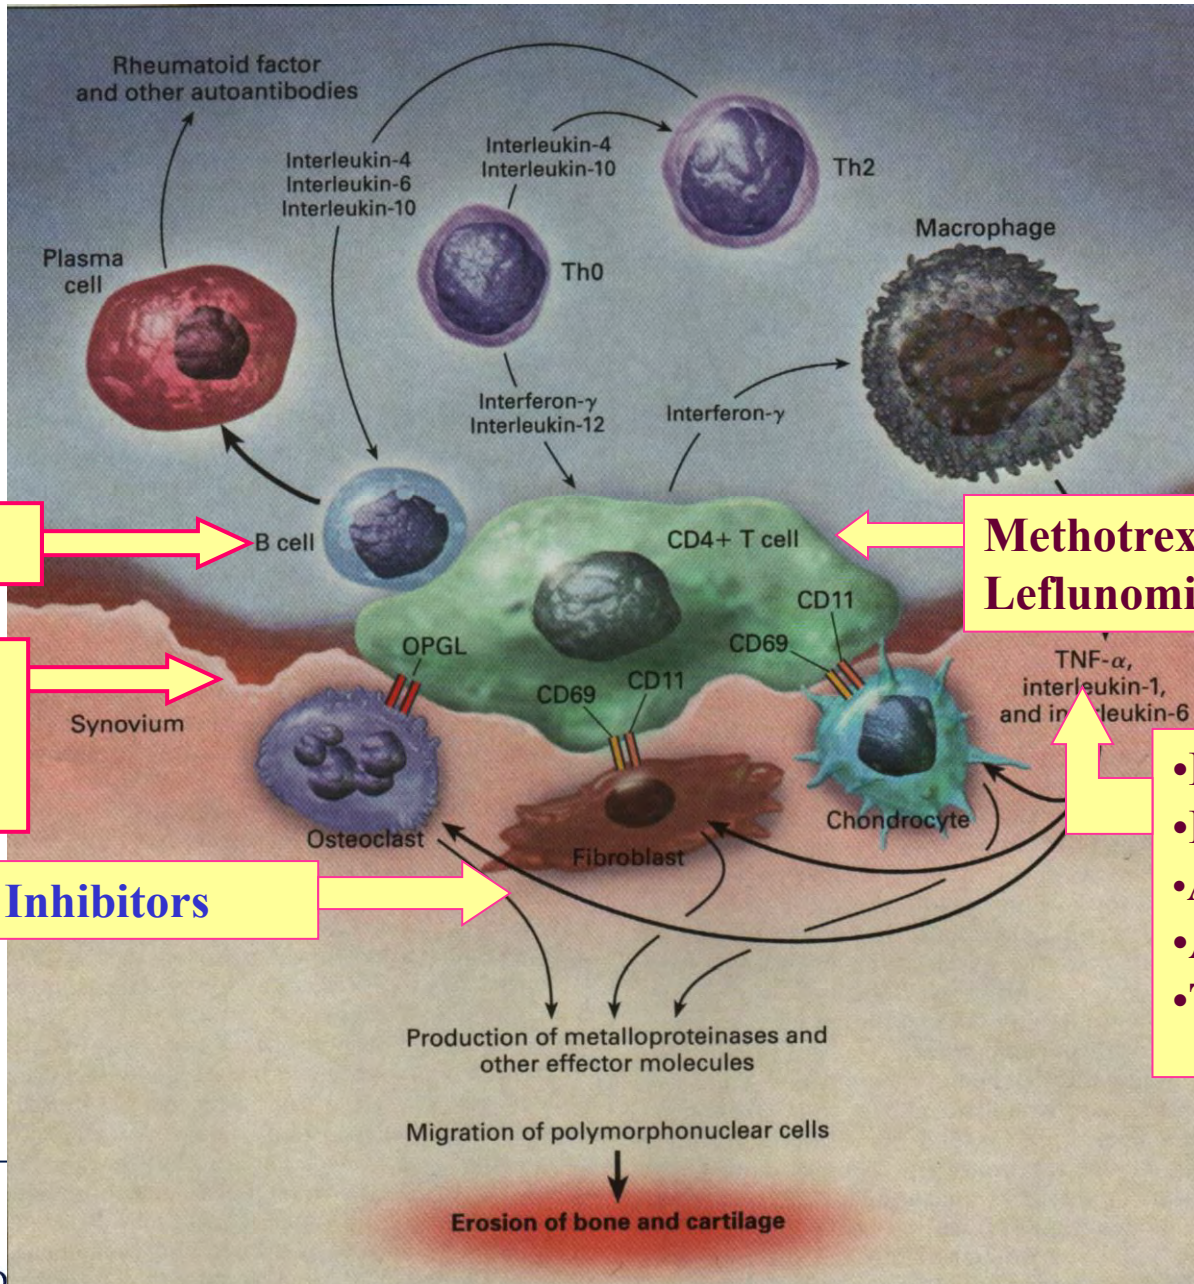 Rheumatoid factor
and other autoantibodies
Interleukin-4
Interleukin-6
Interleukin-10
Interleukin-4
Interleukin-10
Th2
Macrophage
Plasma
cell
Th0
Interferon-γ
Interleukin-12
Interferon-γ
B cell
CD4+ T cell
Methotrex
Leflunomi
CD11
CD69
OPGL
CD69
CD11
TNF-α,
interleukin-1,
and in leukin-6
Synovium
Osteoclast
Fibroblast
Chondrocyte
Inhibitors
Production of metalloproteinases and
other effector molecules
Migration of polymorphonuclear cells
Erosion of bone and cartilage